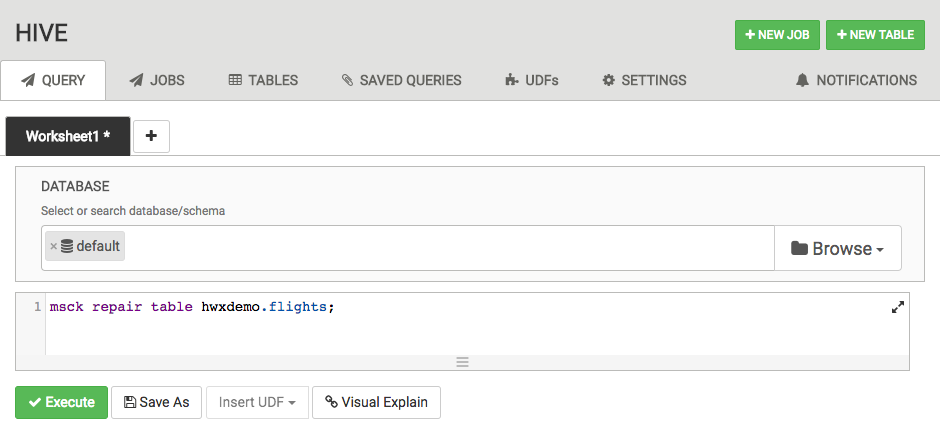 HIVE
+ NEW JOB
+ NEW TABLE
QUERY
JOBS
TABLES
SAVED QUERIES
UDFs
SETTINGS
NOTIFICATIONS
Worksheet1 *
+
DATABASE
Select or search database/schema
× default
Browse
1 msck repair table hwxdemo.flights;
Execute
Save As
Insert UDF
Visual Explain